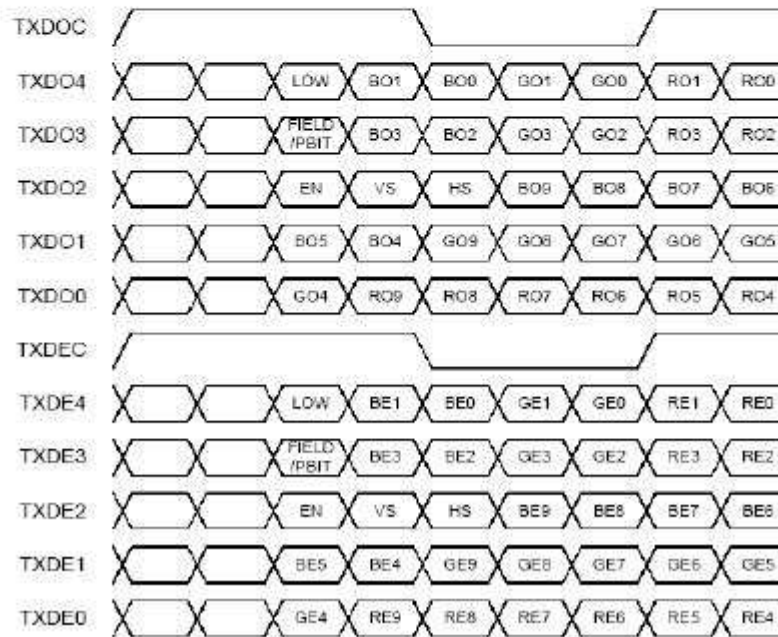 TXDOC
TXDO4 LOW BO1 BO0 GO1 GO0 RO1 RO0
TXDO3 FIELD /PBIT BO3 BO2 GO3 GO2 RO3 RO2
TXDO2 EN VS HS BO9 BO8 BO7 BO6
TXDO1 BO5 BO4 GO9 GO8 GO7 GO6 GO5
TXDO0 GO4 RO9 RO8 RO7 RO6 RO5 RO4
TXDEC
TXDE4 LOW BE1 BE0 GE1 GE0 RE1 RE0
TXDE3 FIELD /PBIT BE3 BE2 GE3 GE2 RE3 RE2
TXDE2 EN VS HS BE9 BE8 BE7 BE6
TXDE1 BE5 BE4 GE9 GE8 GE7 GE6 GE5
TXDE0 GE4 RE9 RE8 RE7 RE6 RE5 RE4